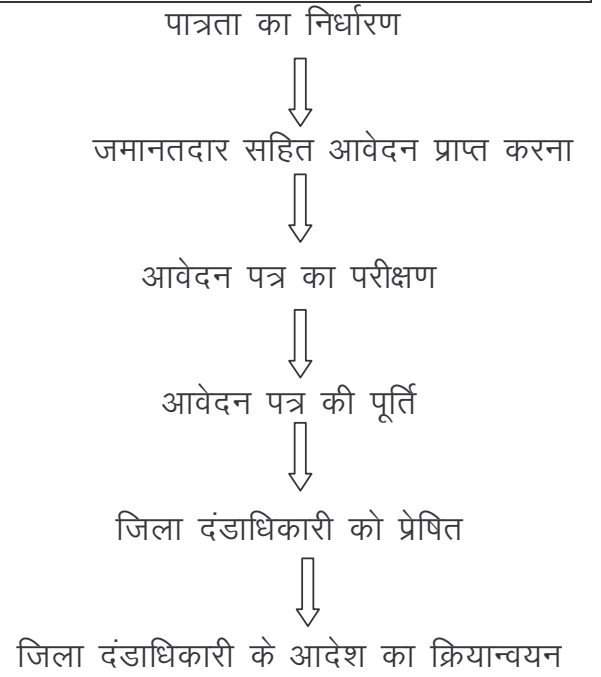 पात्रता का निर्धारण
जमानतदार सहित आवेदन प्राप्त करना
आवेदन पत्र का परीक्षण
आवेदन पत्र की पूर्ति
जिला दंडाधिकारी को प्रेषित
जिला दंडाधिकारी के आदेश का क्रियान्वयन